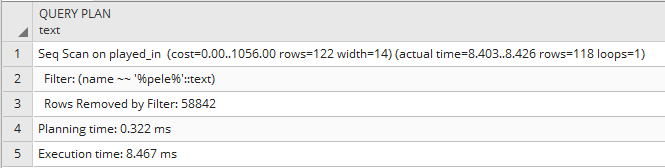 QUERY PLAN
text
1 Seq Scan on played_in (cost=0.00..1056.00 rows=122 width=14) (actual time=8.403..8.426 rows=118 loops=1)
2 Filter: (name ~~ '%pele%'::text)
3 Rows Removed by Filter: 58842
4 Planning time: 0.322 ms
5 Execution time: 8.467 ms